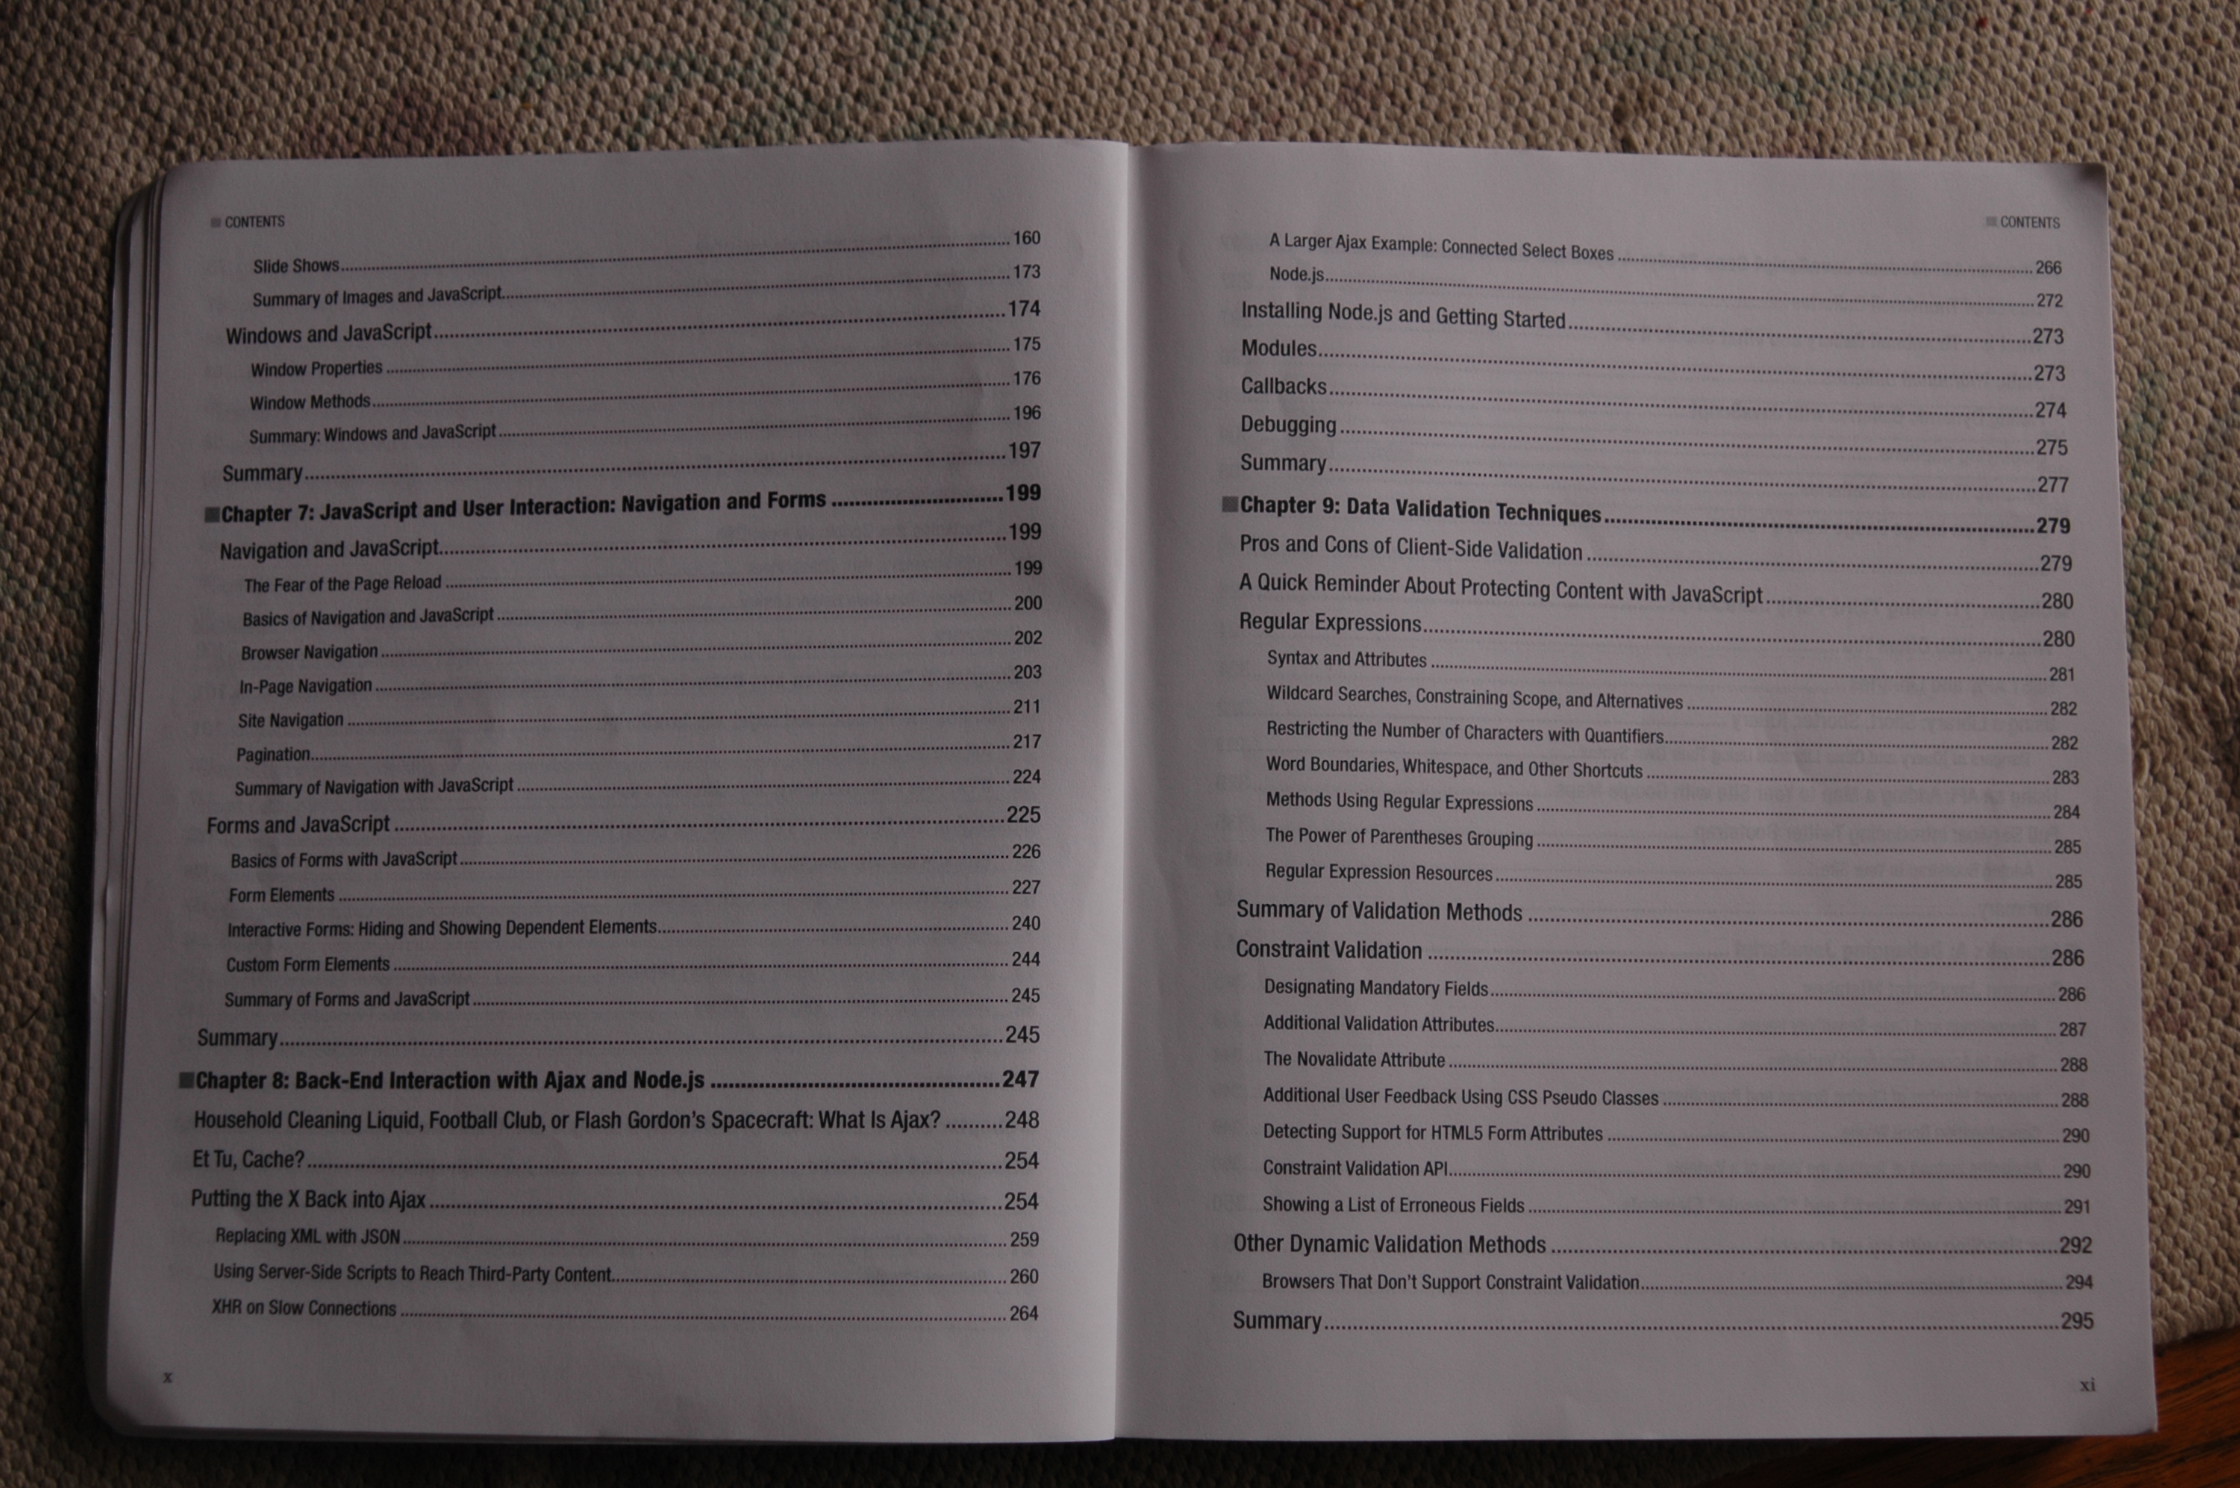 CONTENTS
Slide Shows 160
Summary of Images and JavaScript 173
Windows and JavaScript 174
Window Properties 175
Window Methods 176
Summary: Windows and JavaScript 196
Summary 197
Chapter 7: JavaScript and User Interaction: Navigation and Forms 199
Navigation and JavaScript 199
The Fear of the Page Reload 199
Basics of Navigation and JavaScript 200
Browser Navigation 202
In-Page Navigation 203
Site Navigation 211
Pagination 217
Summary of Navigation with JavaScript 224
Forms and JavaScript 225
Basics of Forms with JavaScript 226
Form Elements 227
Interactive Forms: Hiding and Showing Dependent Elements 240
Custom Form Elements 244
Summary of Forms and JavaScript 245
Summary 245
Chapter 8: Back-End Interaction with Ajax and Node.js 247
Household Cleaning Liquid, Football Club, or Flash Gordon's Spacecraft: What Is Ajax? 248
Et Tu, Cache? 254
Putting the X Back into Ajax 254
Replacing XML with JSON 259
Using Server-Side Scripts to Reach Third-Party Content 260
XHR on Slow Connections 264
x
CONTENTS
A Larger Ajax Example: Connected Select Boxes 266
Node.js 272
Installing Node.js and Getting Started 273
Modules 273
Callbacks 274
Debugging 275
Summary 277
Chapter 9: Data Validation Techniques 279
Pros and Cons of Client-Side Validation 279
A Quick Reminder About Protecting Content with JavaScript 280
Regular Expressions 280
Syntax and Attributes 281
Wildcard Searches, Constraining Scope, and Alternatives 282
Restricting the Number of Characters with Quantifiers 282
Word Boundaries, Whitespace, and Other Shortcuts 283
Methods Using Regular Expressions 284
The Power of Parentheses Grouping 285
Regular Expression Resources 285
Summary of Validation Methods 286
Constraint Validation 286
Designating Mandatory Fields 286
Additional Validation Attributes 287
The Novalidate Attribute 288
Additional User Feedback Using CSS Pseudo Classes 288
Detecting Support for HTML5 Form Attributes 290
Constraint Validation API 290
Showing a List of Erroneous Fields 291
Other Dynamic Validation Methods 292
Browsers That Don't Support Constraint Validation 294
Summary 295
xi